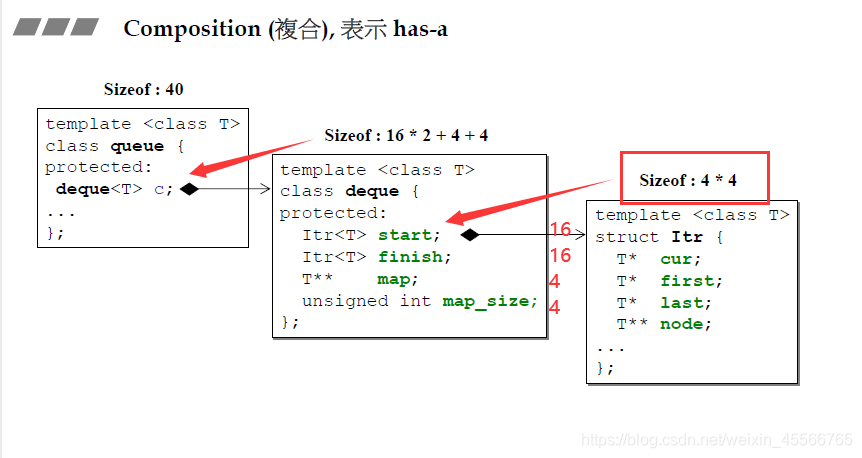 Composition (複合), 表示 has-a
Sizeof : 40
template <class T>
class queue {
protected:
deque<T> c;
...
};
Sizeof : 16 * 2 + 4 + 4
template <class T>
class deque {
protected:
Itr<T> start;
Itr<T> finish;
T** map;
unsigned int map_size;
};
16
16
4
4
Sizeof : 4 * 4
template <class T>
struct Itr {
T* cur;
T* first;
T* last;
T** node;
...
};
https://blog.csdn.net/weixin_45566765